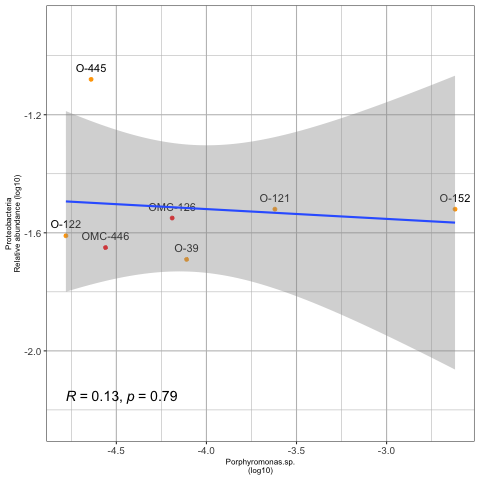 O-445
-1.2
OMC-126
O-121
O-152
O-122
OMC-446
-1.6
O-39
-2.0
R = 0.13, p = 0.79
-4.5 -4.0 -3.5 -3.0
Porphyromonas.sp.
(log10)
Proteobacteria
Relative abundance (log10)